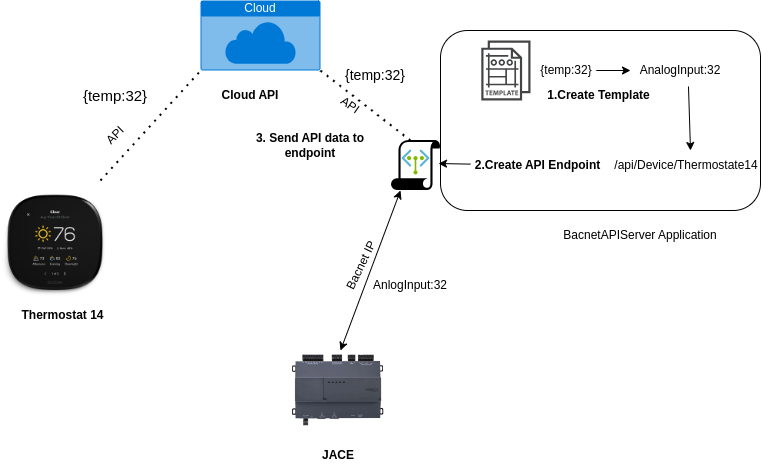 Cloud
{temp:32}
{temp:32}
Cloud API
API
API
3. Send API data to
endpoint
TEMPLATE
{temp:32}
AnalogInput:32
1.Create Template
2.Create API Endpoint
/api/Device/Thermostate14
BacnetAPIServer Application
76
Thermostat 14
Bacnet IP
AnlogInput:32
JACE